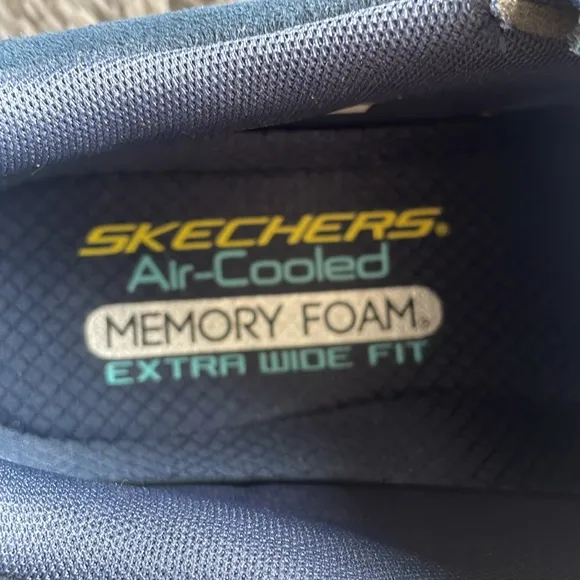 SKECHERS.
Air-Cooled
MEMORY FOAM®
EXTRA WIDE FIT